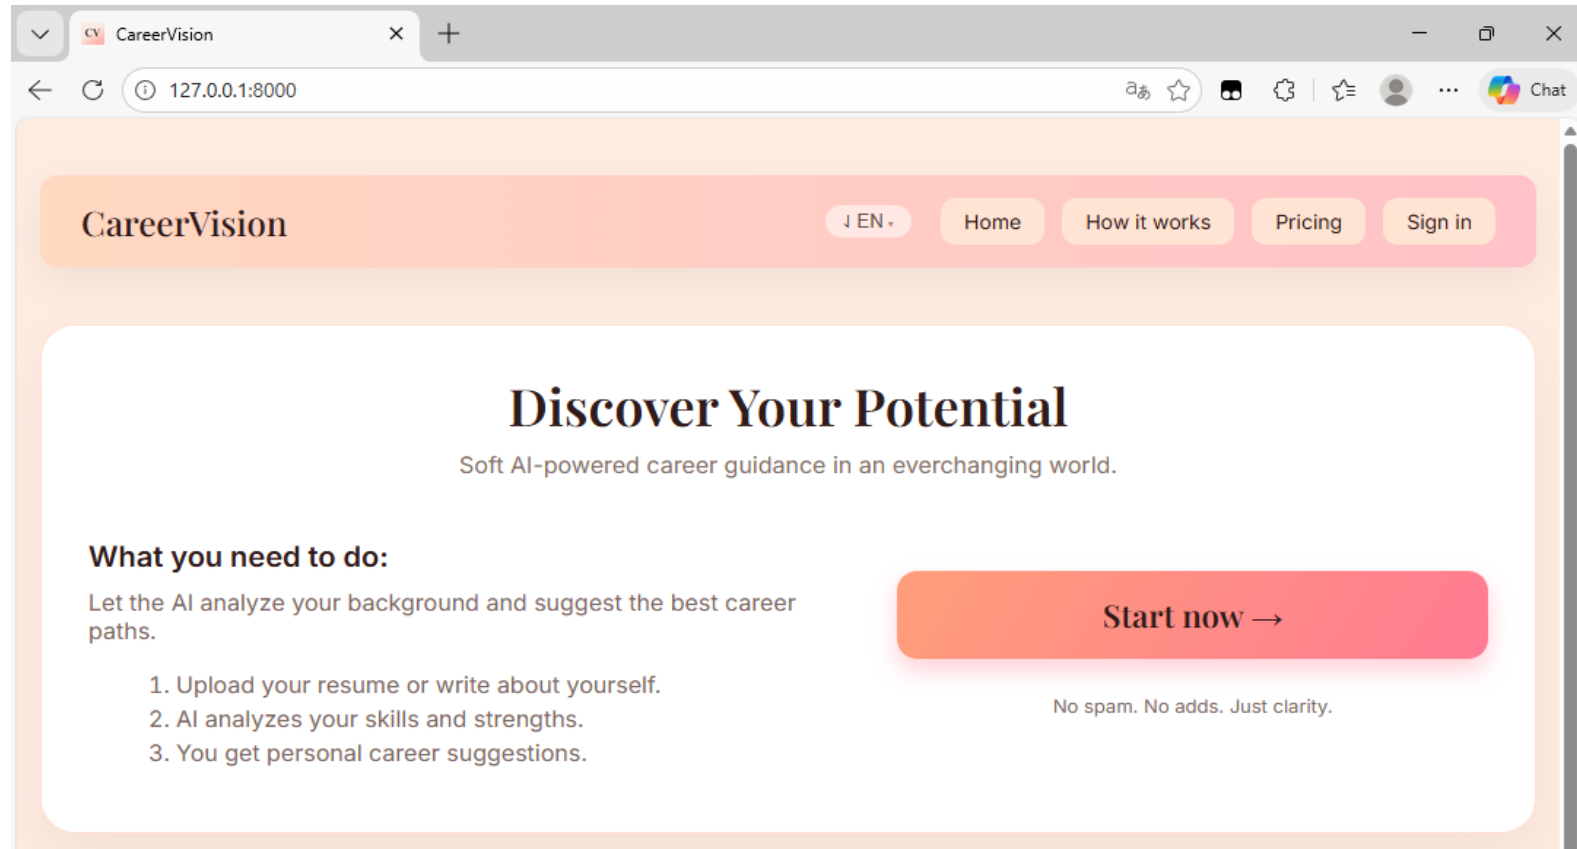 CV CareerVision
127.0.0.1:8000
Chat
CareerVision
EN
Home
How it works
Pricing
Sign in
Discover Your Potential
Soft AI-powered career guidance in an everchanging world.
What you need to do:
Let the AI analyze your background and suggest the best career
paths.
1. Upload your resume or write about yourself.
2. AI analyzes your skills and strengths.
3. You get personal career suggestions.
Start now →
No spam. No adds. Just clarity.